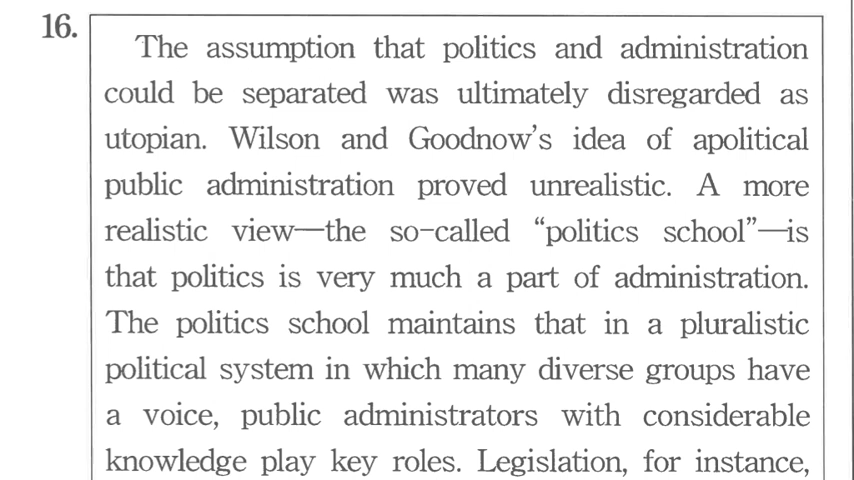 16.
The assumption that politics and administration
could be separated was ultimately disregarded as
utopian. Wilson and Goodnow’s idea of apolitical
public administration proved unrealistic. A more
realistic view—the so-called “politics school”—is
that politics is very much a part of administration.
The politics school maintains that in a pluralistic
political system in which many diverse groups have
a voice, public administrators with considerable
knowledge play key roles. Legislation, for instance,